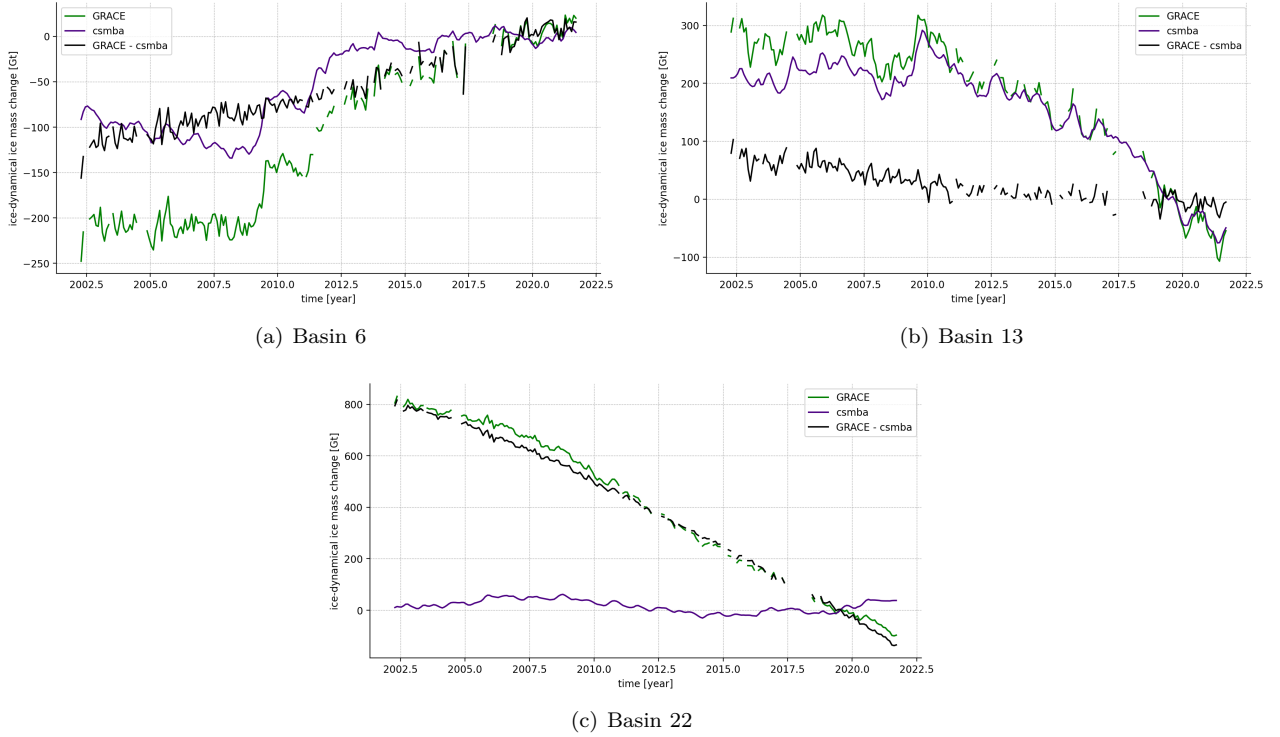 GRACE
csmba
GRACE - csmba
ice-dynamical ice mass change [Gt]
0
−50
−100
−150
−200
−250
2002.5 2005.0 2007.5 2010.0 2012.5 2015.0 2017.5 2020.0 2022.5
time [year]
(a) Basin 6
GRACE
csmba
GRACE - csmba
ice-dynamical ice mass change [Gt]
300
200
100
0
−100
2002.5 2005.0 2007.5 2010.0 2012.5 2015.0 2017.5 2020.0 2022.5
time [year]
(b) Basin 13
GRACE
csmba
GRACE - csmba
ice-dynamical ice mass change [Gt]
800
600
400
200
0
2002.5 2005.0 2007.5 2010.0 2012.5 2015.0 2017.5 2020.0 2022.5
time [year]
(c) Basin 22